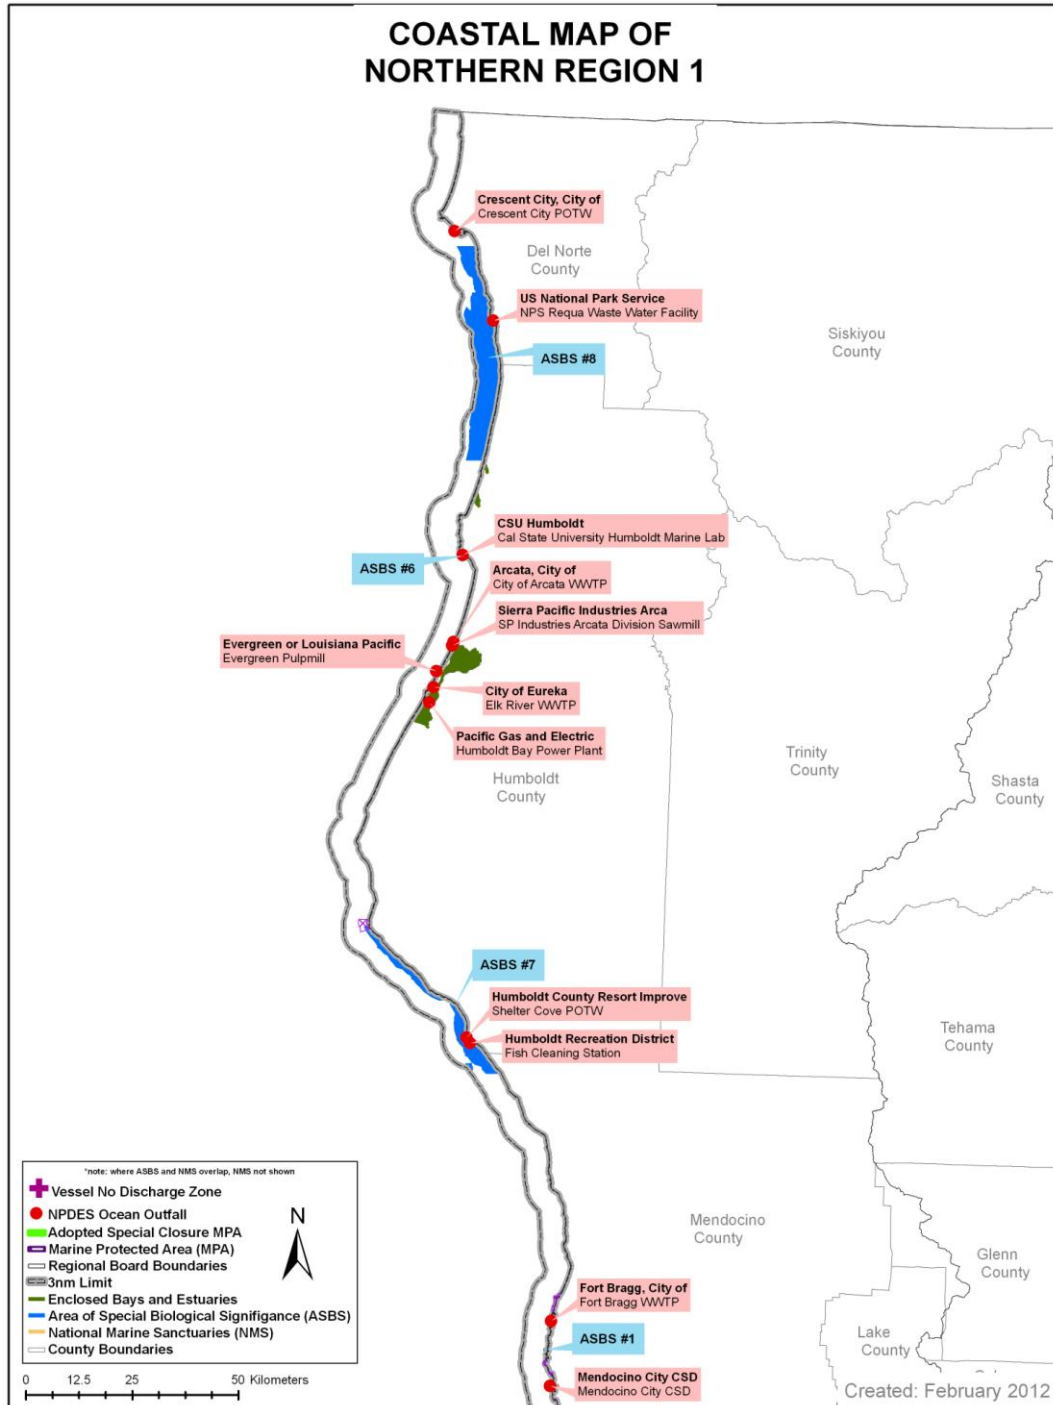 COASTAL MAP OF
NORTHERN REGION 1
Crescent City, City of
Crescent City POTW
Del Norte
County
US National Park Service
NPS Requa Waste Water Facility
Siskiyou
County
ASBS #8
CSU Humboldt
Cal State University Humboldt Marine Lab
ASBS #6
Arcata, City of
City of Arcata WWTP
Sierra Pacific Industries Arca
SP Industries Arcata Division Sawmill
Evergreen or Louisiana Pacific
Evergreen Pulpmill
City of Eureka
Elk River WWTP
Pacific Gas and Electric
Humboldt Bay Power Plant
Humboldt
County
Trinity
County
Shasta
County
ASBS #7
Humboldt County Resort Improve
Shelter Cove POTW
Humboldt Recreation District
Fish Cleaning Station
Tehama
County
Mendocino
County
Glenn
County
Fort Bragg, City of
Fort Bragg WWTP
ASBS #1
Lake
County
Mendocino City CSD
Mendocino City CSD
*note: where ASBS and NMS overlap, NMS not shown
Vessel No Discharge Zone
NPDES Ocean Outfall
Adopted Special Closure MPA
Marine Protected Area (MPA)
Regional Board Boundaries
3nm Limit
Enclosed Bays and Estuaries
Area of Special Biological Signifigance (ASBS)
National Marine Sanctuaries (NMS)
County Boundaries
N
0 12.5 25 50 Kilometers
Created: February 2012